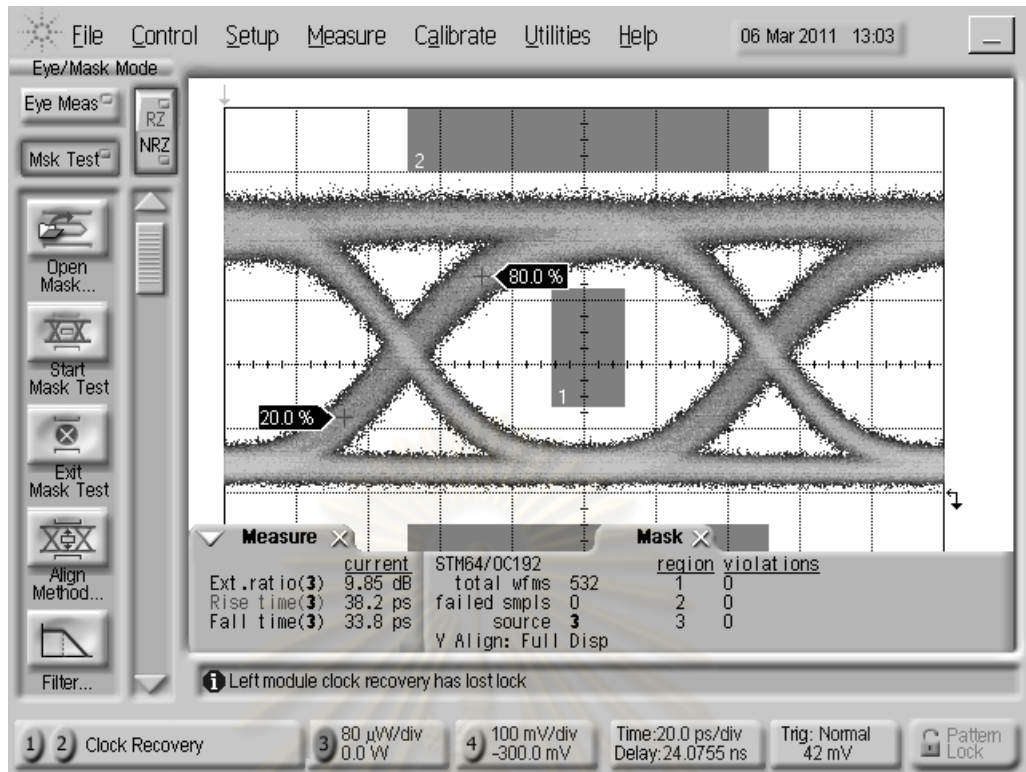 File Control Setup Measure Calibrate Utilities Help 06 Mar 2011 13:03
Eye/Mask Mode
Eye Meas
RZ
NRZ
Msk Test
Open
Mask...
Start
Mask Test
Exit
Mask Test
Align
Method...
Filter...
2
80.0 %
1
20.0 %
Measure
current
Ext.ratio(3) 9.85 dB
Rise time(3) 38.2 ps
Fall time(3) 33.8 ps
Mask
STM64/OC192
total wfms 532
failed smpls 0
source 3
Y Align: Full Disp
region violations
1 0
2 0
3 0
Left module clock recovery has lost lock
1 2 Clock Recovery
3 80 µW/div
0.0 W
4 100 mV/div
-300.0 mV
Time:20.0 ps/div
Delay:24.0755 ns
Trig: Normal
42 mV
Pattern
Lock